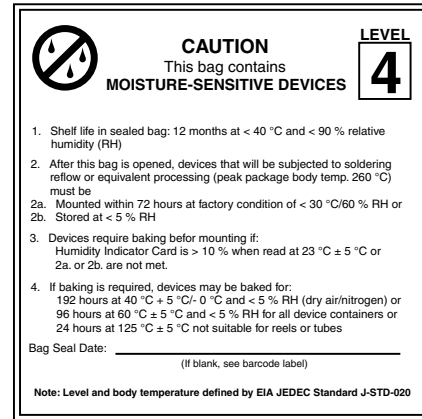 LEVEL
4
CAUTION
This bag contains
MOISTURE-SENSITIVE DEVICES
1. Shelf life in sealed bag: 12 months at < 40 °C and < 90 % relative
humidity (RH)
2. After this bag is opened, devices that will be subjected to soldering
reflow or equivalent processing (peak package body temp. 260 °C)
must be
2a. Mounted within 72 hours at factory condition of < 30 °C/60 % RH or
2b. Stored at < 5 % RH
3. Devices require baking befor mounting if:
Humidity Indicator Card is > 10 % when read at 23 °C ± 5 °C or
2a. or 2b. are not met.
4. If baking is required, devices may be baked for:
192 hours at 40 °C + 5 °C/- 0 °C and < 5 % RH (dry air/nitrogen) or
96 hours at 60 °C ± 5 °C and < 5 % RH for all device containers or
24 hours at 125 °C ± 5 °C not suitable for reels or tubes
Bag Seal Date:
(If blank, see barcode label)
Note: Level and body temperature defined by EIA JEDEC Standard J-STD-020